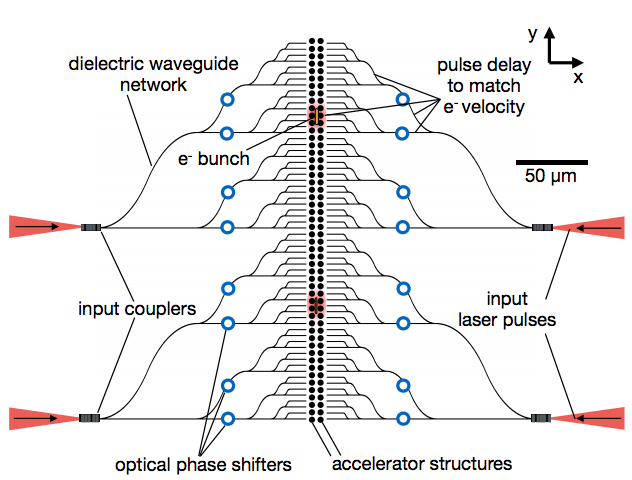 y
x
dielectric waveguide
network
pulse delay
to match
e- velocity
e- bunch
50 μm
input couplers
input
laser pulses
optical phase shifters
accelerator structures